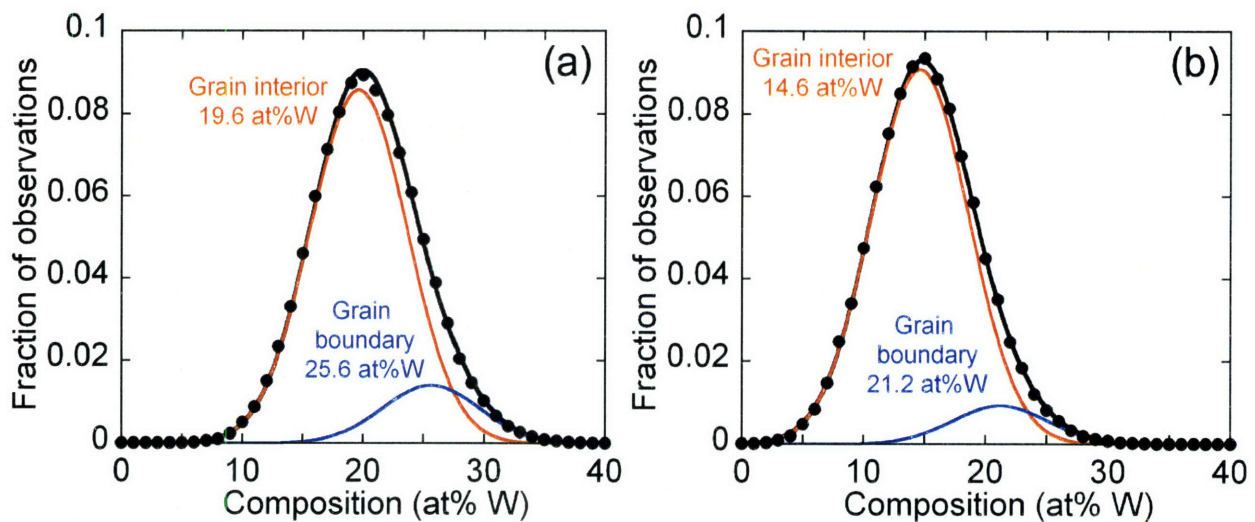 (a)
0.1
0.08
0.06
0.04
0.02
0
Fraction of observations
Grain interior
19.6 at%W
Grain
boundary
25.6 at%W
0
10
20
30
40
Composition (at% W)
(b)
0.1
0.08
0.06
0.04
0.02
0
Fraction of observations
Grain interior
14.6 at%W
Grain
boundary
21.2 at%W
0
10
20
30
40
Composition (at% W)